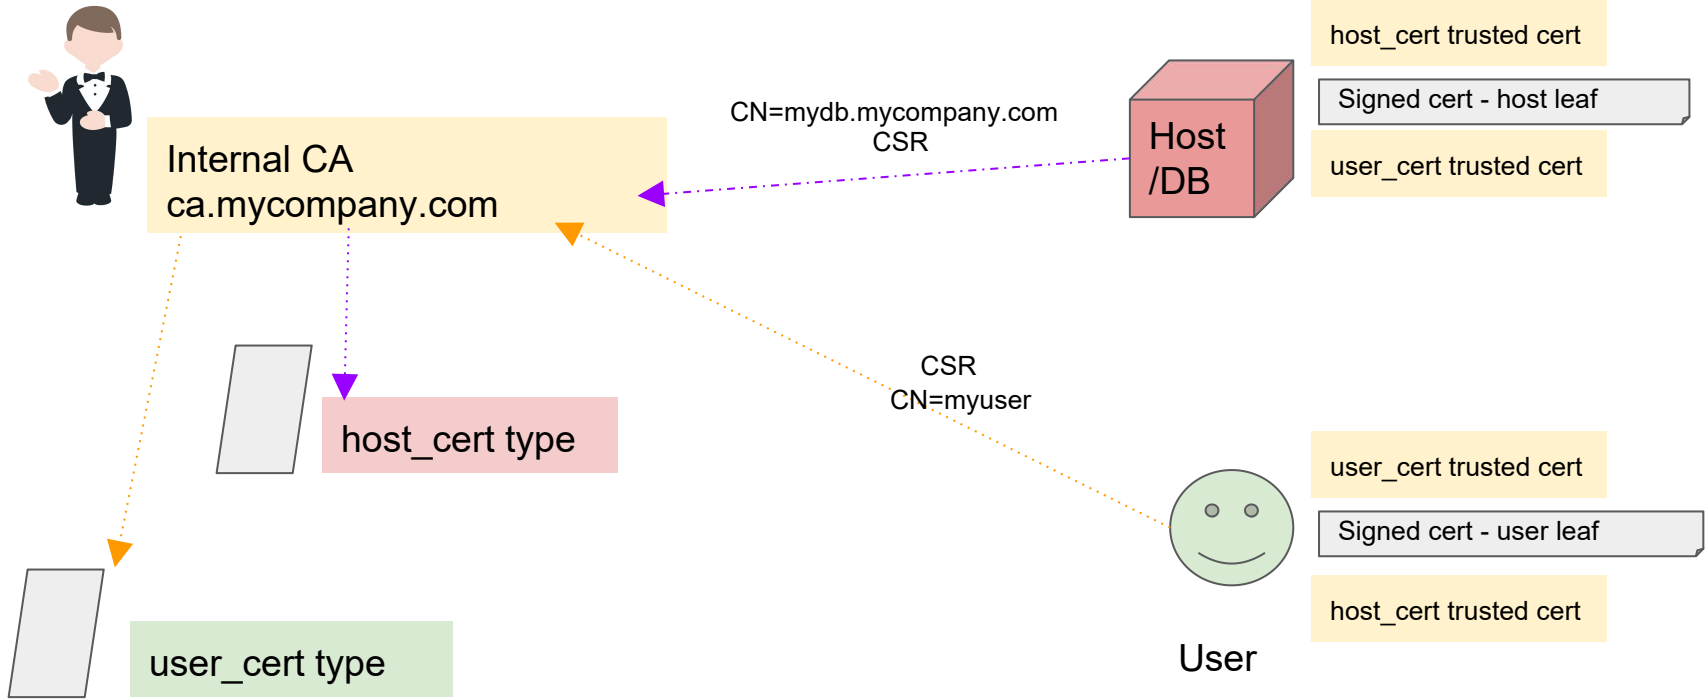 host_cert trusted cert
Signed cert - host leaf
CN=mydb.mycompany.com
CSR
Host
/DB
user_cert trusted cert
Internal CA
ca.mycompany.com
CSR
CN=myuser
host_cert type
user_cert trusted cert
Signed cert - user leaf
host_cert trusted cert
User
user_cert type